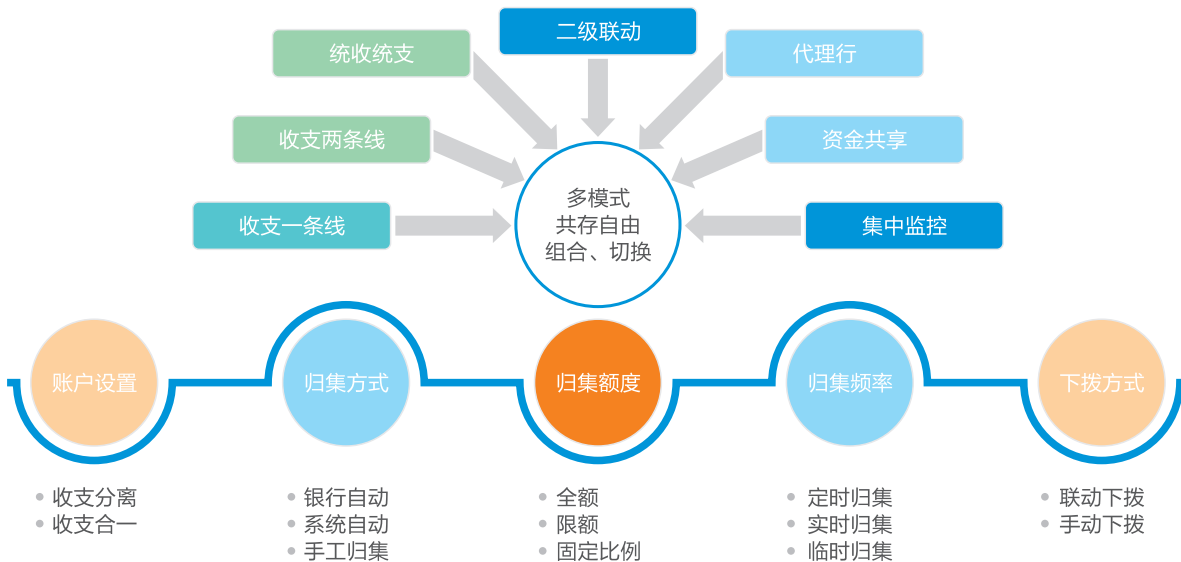 二级联动
统收统支
代理行
收支两条线
资金共享
收支一条线
集中监控
多模式
共存自由
组合、切换
账户设置
归集方式
归集额度
归集频率
下拨方式
收支分离
收支合一
银行自动
系统自动
手工归集
全额
限额
固定比例
定时归集
实时归集
临时归集
联动下拨
手动下拨